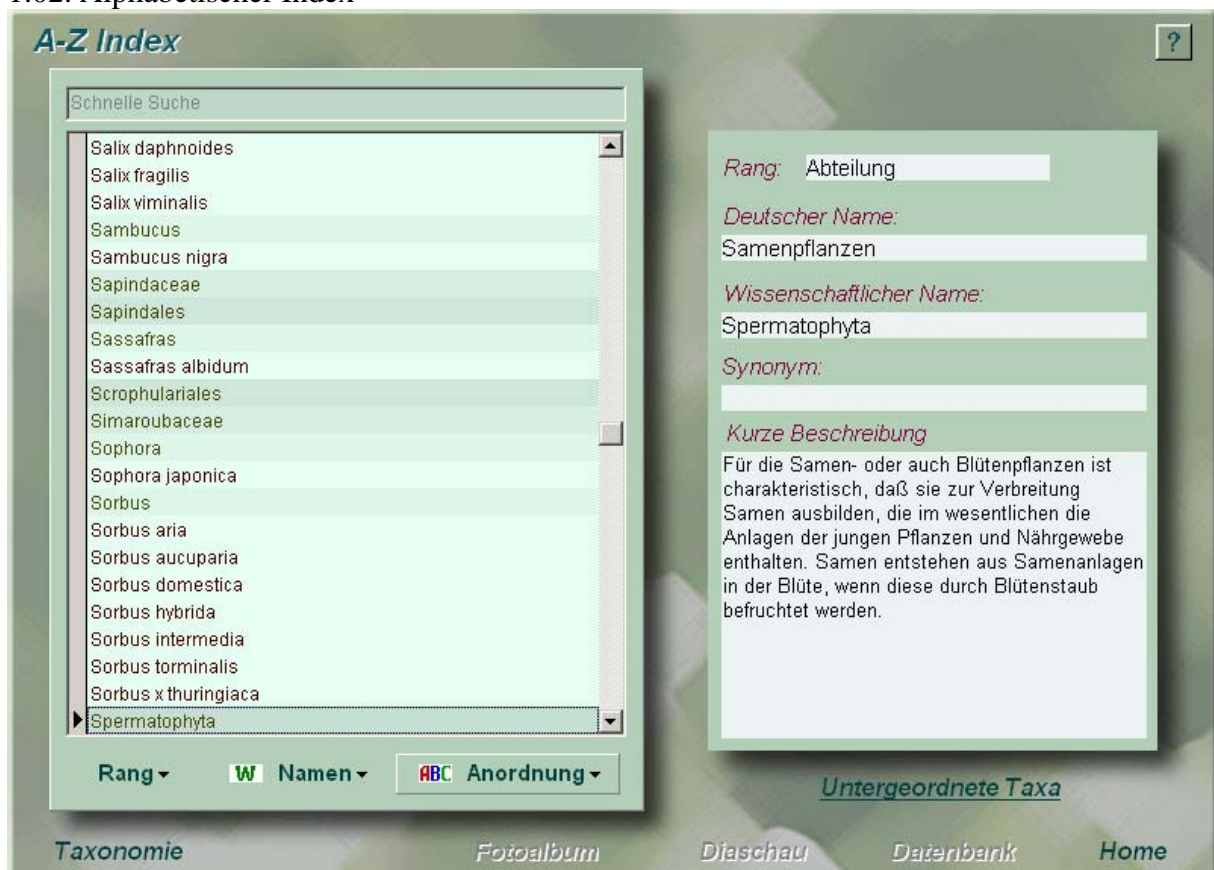 1.02. Alphabetischer Index
A-Z Index
?
Schnelle Suche
Salix daphnoides
Salix fragilis
Salix viminalis
Sambucus
Sambucus nigra
Sapindaceae
Sapindales
Sassafras
Sassafras albidum
Scrophulariales
Simaroubaceae
Sophora
Sophora japonica
Sorbus
Sorbus aria
Sorbus aucuparia
Sorbus domestica
Sorbus hybrida
Sorbus intermedia
Sorbus torminalis
Sorbus x thuringiaca
Spermatophyta
Rang
W Namen
ABC Anordnung
Rang: Abteilung
Deutscher Name:
Samenpflanzen
Wissenschaftlicher Name:
Spermatophyta
Synonym:
Kurze Beschreibung
Für die Samen- oder auch Blütenpflanzen ist
charakteristisch, daß sie zur Verbreitung
Samen ausbilden, die im wesentlichen die
Anlagen der jungen Pflanzen und Nährgewebe
enthalten. Samen entstehen aus Samenanlagen
in der Blüte, wenn diese durch Blütenstaub
befruchtet werden.
Untergeordnete Taxa
Taxonomie
Fotoalbum
Diaschau
Datenbank
Home